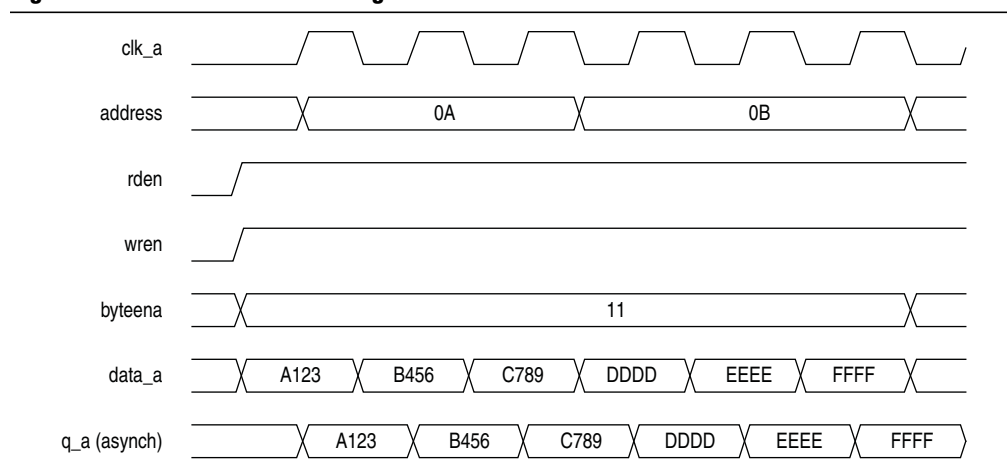 clk_a
address 0A 0B
rden
wren
byteena 11
data_a A123 B456 C789 DDDD EEEE FFFF
q_a (asynch) A123 B456 C789 DDDD EEEE FFFF